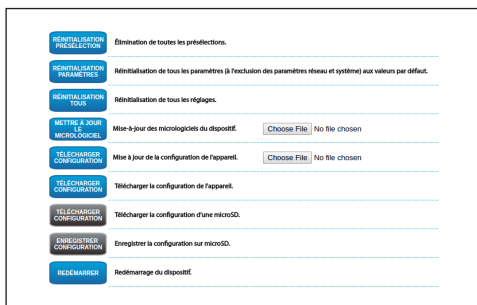 RÉINITIALISATION
PRÉSÉLECTION
Élimination de toutes les présélections.
RÉINITIALISATION
PARAMÈTRES
Réinitialisation de tous les paramètres (à l'exclusion des paramètres réseau et système) aux valeurs par défaut.
RÉINITIALISATION
TOUS
Réinitialisation de tous les réglages.
METTRE À JOUR
LE
MICROLOGICIEL
Mise-à-jour des micrologiciels du dispositif.
Choose File No file chosen
TÉLÉCHARGER
CONFIGURATION
Mise à jour de la configuration de l'appareil.
Choose File No file chosen
TÉLÉCHARGER
CONFIGURATION
Télécharger la configuration de l'appareil.
TÉLÉCHARGER
CONFIGURATION
Télécharger la configuration d'une microSD.
ENREGISTRER
CONFIGURATION
Enregistrer la configuration sur microSD.
REDÉMARRER
Redémarrage du dispositif.